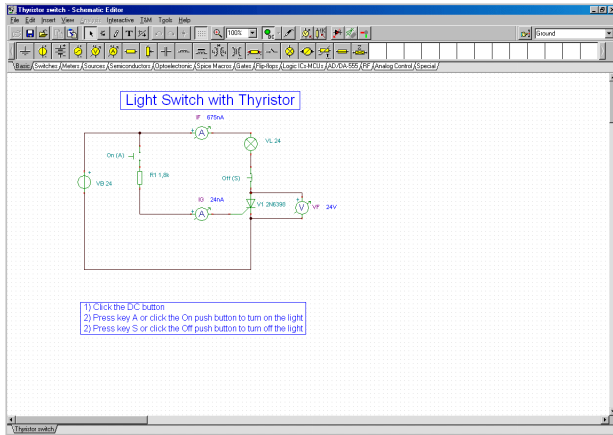 Thyristor switch - Schematic Editor
File Edit Insert View Analysis Interactive T&M Tools Help
100%
Ground
Basic Switches Meters Sources Semiconductors Optoelectronic Spice Macros Gates Flip-flops Logic ICs-MCUs AD/DA-555 RF Analog Control Special
Light Switch with Thyristor
IF 675nA
A
VL 24
On (A)
VB 24
R1 1,0k
Off (S)
IG 24nA
A
V1 2N6398
V
VF 24V
1) Click the DC button
2) Press key A or click the On push button to turn on the light
2) Press key S or click the Off push button to turn off the light
Thyristor switch